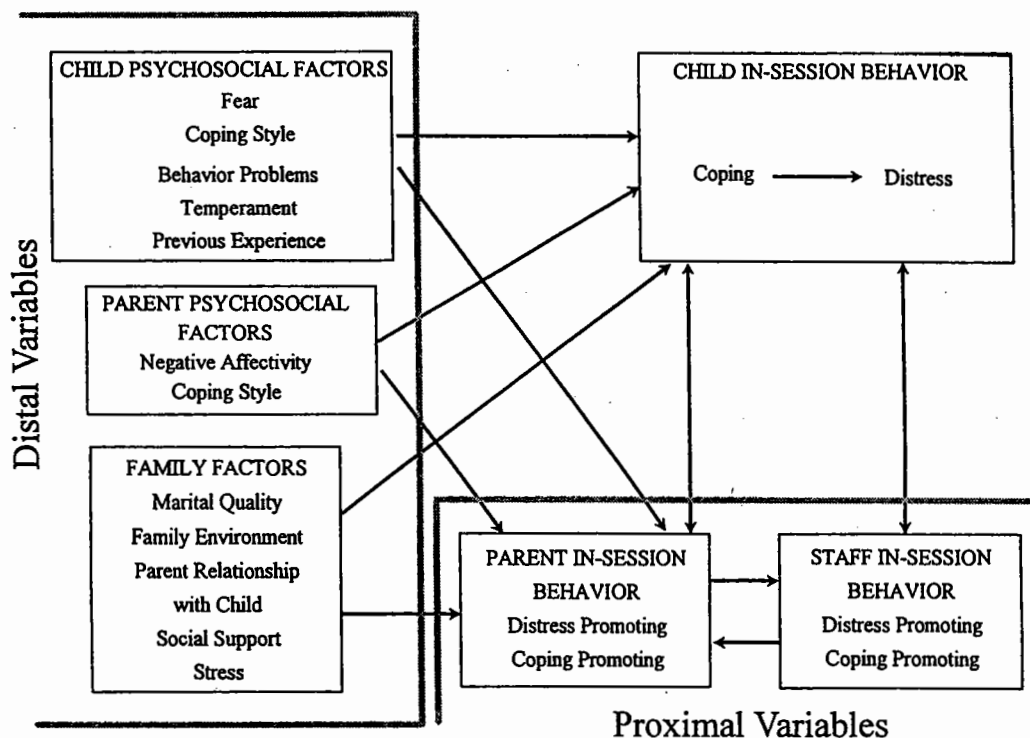 Distal Variables
CHILD PSYCHOSOCIAL FACTORS
Fear
Coping Style
Behavior Problems
Temperament
Previous Experience
PARENT PSYCHOSOCIAL
FACTORS
Negative Affectivity
Coping Style
FAMILY FACTORS
Marital Quality
Family Environment
Parent Relationship
with Child
Social Support
Stress
CHILD IN-SESSION BEHAVIOR
Coping
Distress
PARENT IN-SESSION
BEHAVIOR
Distress Promoting
Coping Promoting
STAFF IN-SESSION
BEHAVIOR
Distress Promoting
Coping Promoting
Proximal Variables